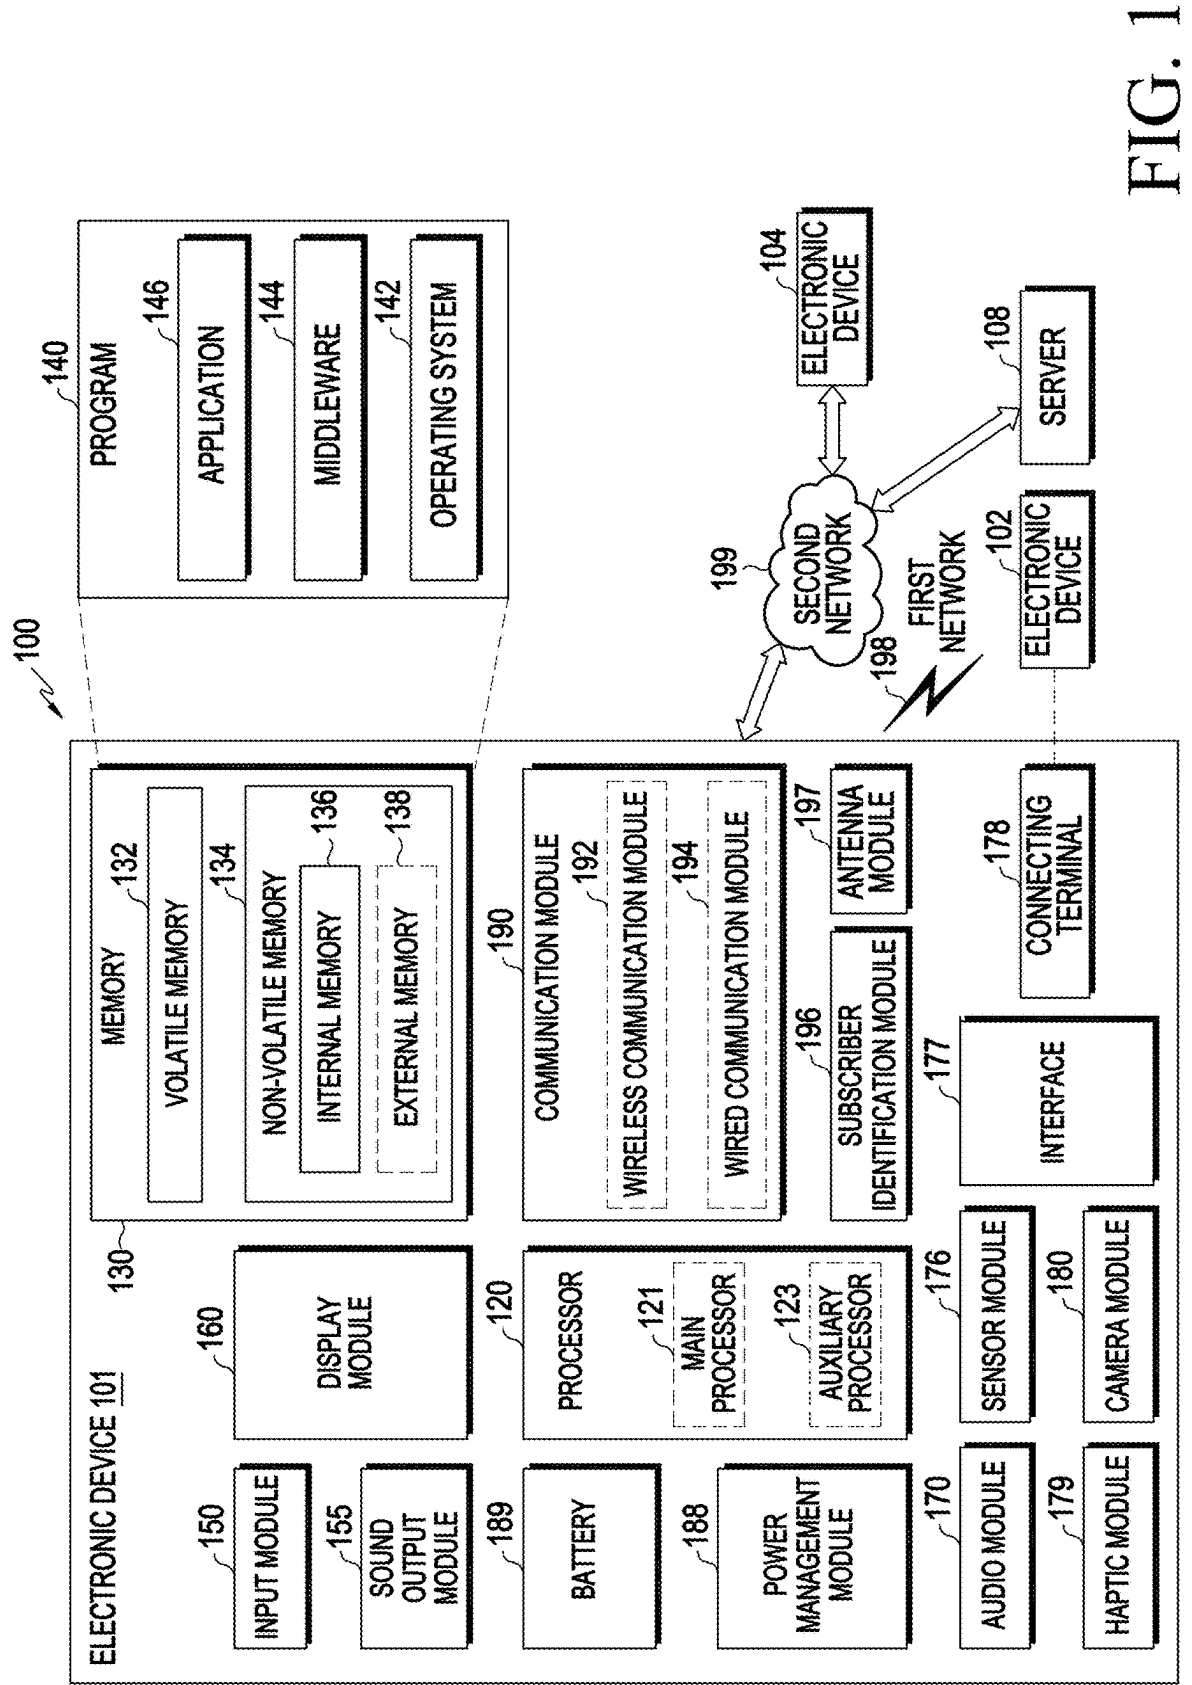 100
ELECTRONIC DEVICE 101
150
INPUT MODULE
155
SOUND
OUTPUT
MODULE
160
DISPLAY
MODULE
130
MEMORY
132
VOLATILE MEMORY
134
NON-VOLATILE MEMORY
136
INTERNAL MEMORY
138
EXTERNAL MEMORY
140
PROGRAM
146
APPLICATION
144
MIDDLEWARE
142
OPERATING SYSTEM
189
BATTERY
188
POWER
MANAGEMENT
MODULE
120
PROCESSOR
121
MAIN
PROCESSOR
123
AUXILIARY
PROCESSOR
190
COMMUNICATION MODULE
192
WIRELESS COMMUNICATION MODULE
194
WIRED COMMUNICATION MODULE
196
SUBSCRIBER
IDENTIFICATION MODULE
197
ANTENNA
MODULE
199
SECOND
NETWORK
104
ELECTRONIC
DEVICE
198
FIRST
NETWORK
170
AUDIO MODULE
176
SENSOR MODULE
177
INTERFACE
178
CONNECTING
TERMINAL
102
ELECTRONIC
DEVICE
108
SERVER
179
HAPTIC MODULE
180
CAMERA MODULE
FIG. 1